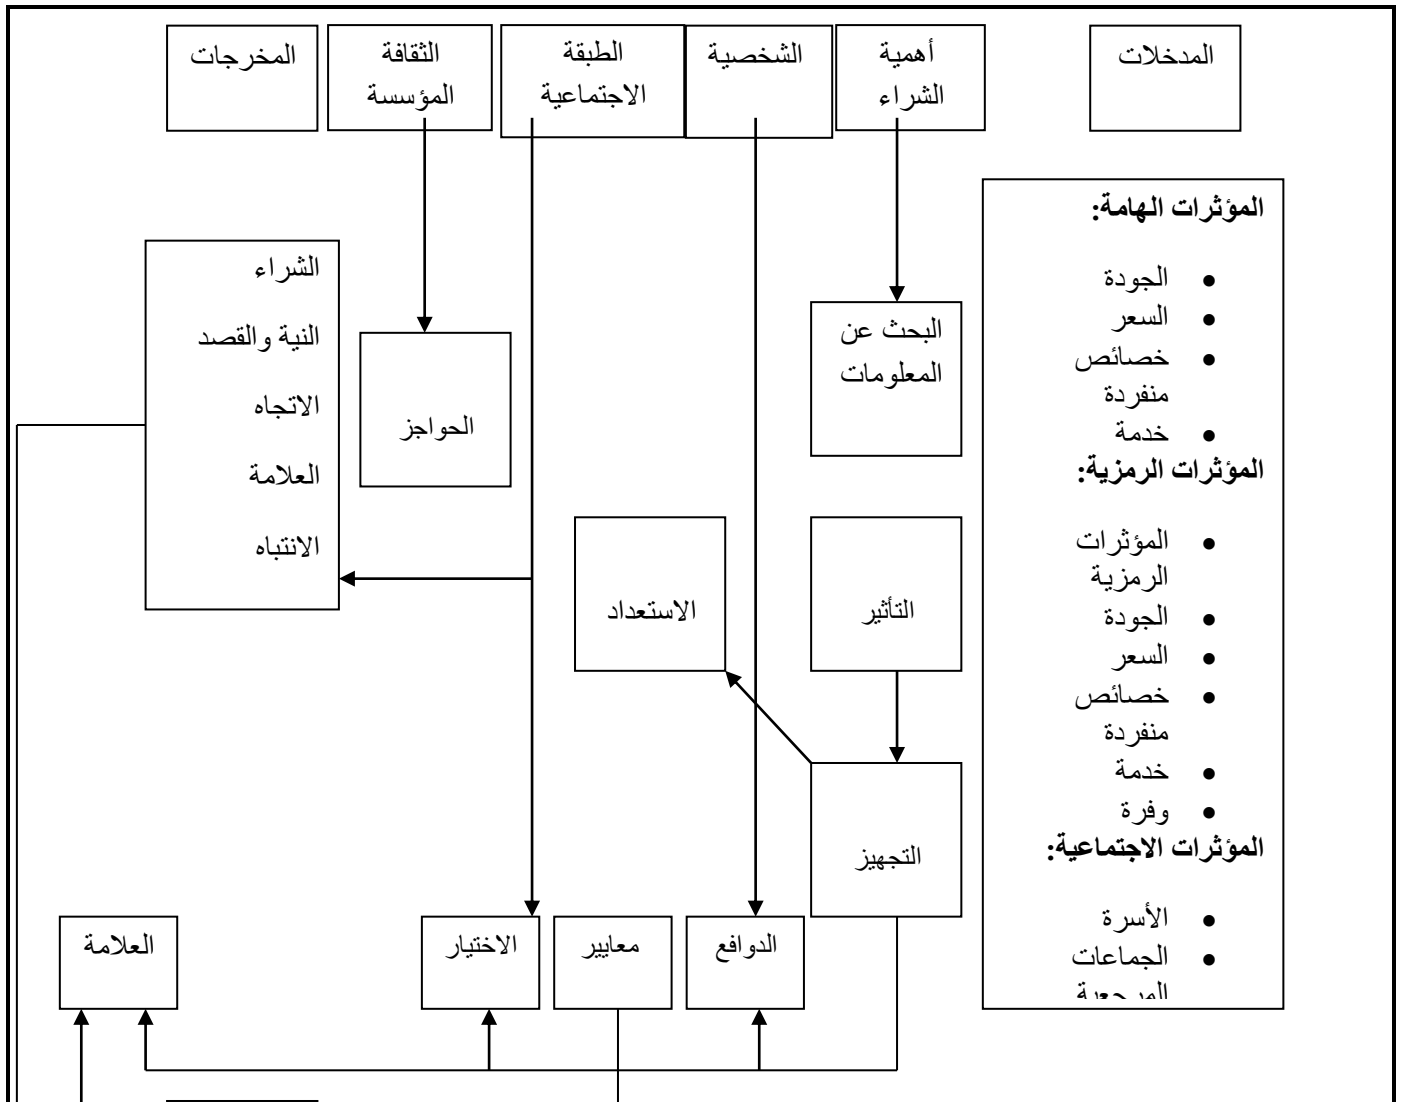 المدخلات
أهمية
الشراء
الشخصية
الطبقة
الاجتماعية
الثقافة
المؤسسة
المخرجات
المؤثرات الهامة:
• الجودة
• السعر
• خصائص
منفردة
• خدمة
المؤثرات الرمزية:
• المؤثرات
الرمزية
• الجودة
• السعر
• خصائص
منفردة
• خدمة
• وفرة
المؤثرات الاجتماعية:
• الأسرة
• الجماعات
المرجعية
البحث عن
المعلومات
الحواجز
الشراء
النية والقصد
الاتجاه
العلامة
الانتباه
التأثير
الاستعداد
التجهيز
الدوافع
معايير
الاختيار
العلامة